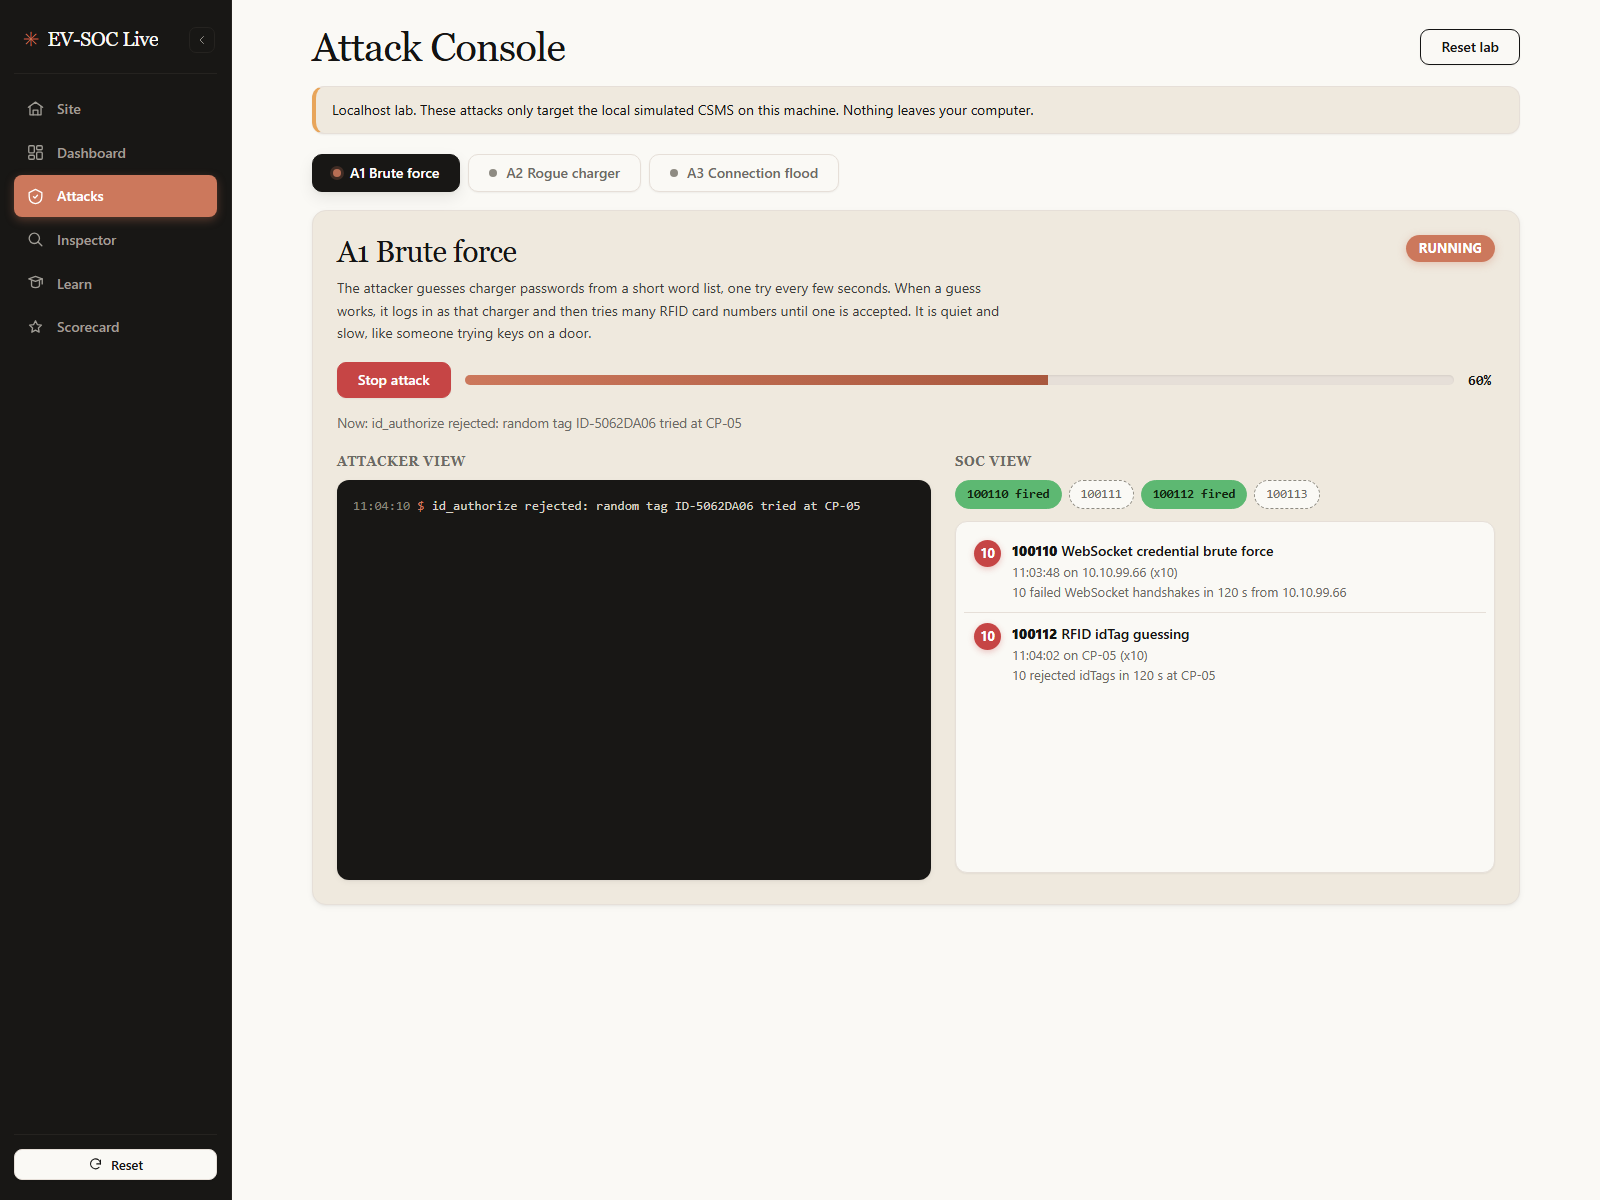 EV-SOC Live
Site
Dashboard
Attacks
Inspector
Learn
Scorecard
Reset
Attack Console
Reset lab
Localhost lab. These attacks only target the local simulated CSMS on this machine. Nothing leaves your computer.
A1 Brute force
A2 Rogue charger
A3 Connection flood
A1 Brute force
RUNNING
The attacker guesses charger passwords from a short word list, one try every few seconds. When a guess
works, it logs in as that charger and then tries many RFID card numbers until one is accepted. It is quiet and
slow, like someone trying keys on a door.
Stop attack
60%
Now: id_authorize rejected: random tag ID-5062DA06 tried at CP-05
ATTACKER VIEW
11:04:10 $ id_authorize rejected: random tag ID-5062DA06 tried at CP-05
SOC VIEW
100110 fired
100111
100112 fired
100113
10
100110 WebSocket credential brute force
11:03:48 on 10.10.99.66 (x10)
10 failed WebSocket handshakes in 120 s from 10.10.99.66
10
100112 RFID idTag guessing
11:04:02 on CP-05 (x10)
10 rejected idTags in 120 s at CP-05